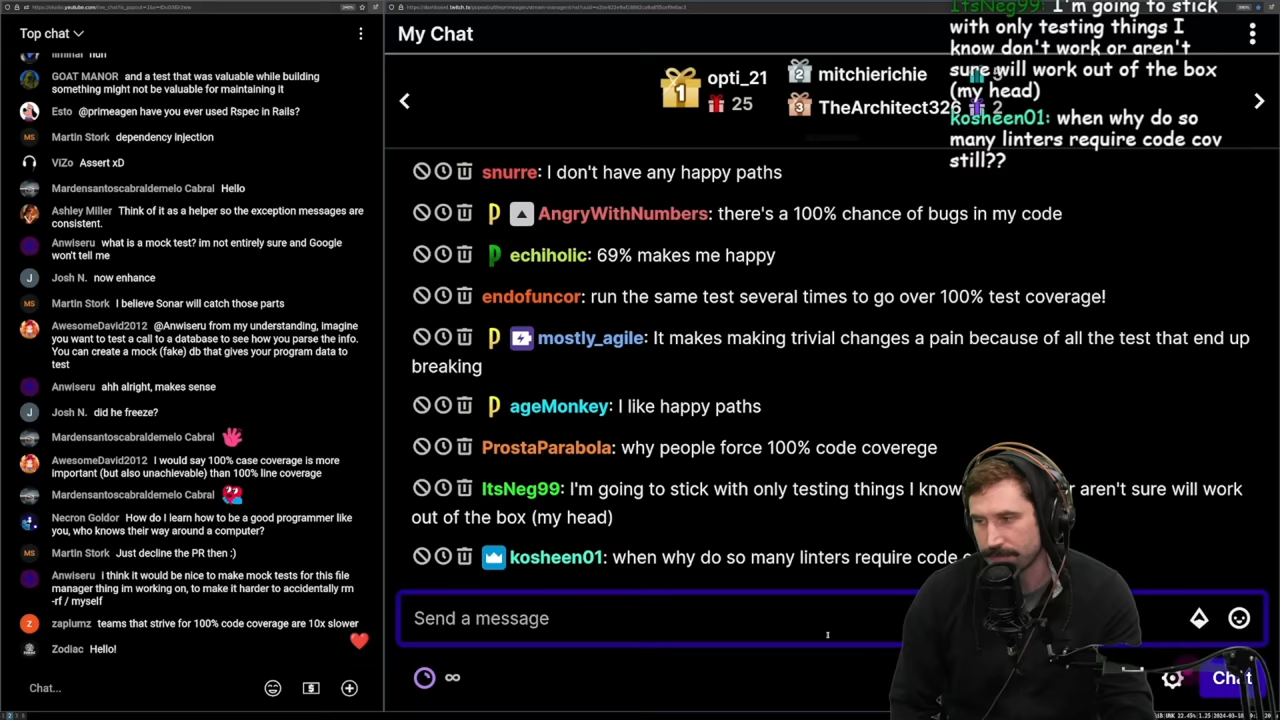 Top chat
liminal huh
GOAT MANOR and a test that was valuable while building
something might not be valuable for maintaining it
Esto @primeagen have you ever used Rspec in Rails?
MS Martin Stork dependency injection
ViZo Assert xD
Mardensantoscabraldemelo Cabral Hello
Ashley Miller Think of it as a helper so the exception messages are
consistent.
Anwiseru what is a mock test? im not entirely sure and Google
won't tell me
J Josh N. now enhance
MS Martin Stork I believe Sonar will catch those parts
AwesomeDavid2012 @Anwiseru from my understanding, imagine
you want to test a call to a database to see how you parse the info.
You can create a mock (fake) db that gives your program data to
test
Anwiseru ahh alright, makes sense
J Josh N. did he freeze?
Mardensantoscabraldemelo Cabral
AwesomeDavid2012 I would say 100% case coverage is more
important (but also unachievable) than 100% line coverage
Mardensantoscabraldemelo Cabral
Necron Goldor How do I learn how to be a good programmer like
you, who knows their way around a computer?
MS Martin Stork Just decline the PR then :)
Anwiseru i think it would be nice to make mock tests for this file
manager thing im working on, to make it harder to accidentally rm
-rf / myself
Z zaplumz teams that strive for 100% code coverage are 10x slower
Zodiac Hello!
Chat...
My Chat
1 opti_21
25
2 mitchierichie
5
3 TheArchitect326
2
snurre: I don't have any happy paths
AngryWithNumbers: there's a 100% chance of bugs in my code
echiholic: 69% makes me happy
endofuncor: run the same test several times to go over 100% test coverage!
mostly_agile: It makes making trivial changes a pain because of all the test that end up
breaking
ageMonkey: I like happy paths
ProstaParabola: why people force 100% code coverege
ItsNeg99: I'm going to stick with only testing things I know or aren't sure will work
out of the box (my head)
kosheen01: when why do so many linters require code
Send a message
Chat
ItsNeg99: I'm going to stick
with only testing things I
know don't work or aren't
sure will work out of the box
(my head)
kosheen01: when why do so
many linters require code cov
still??